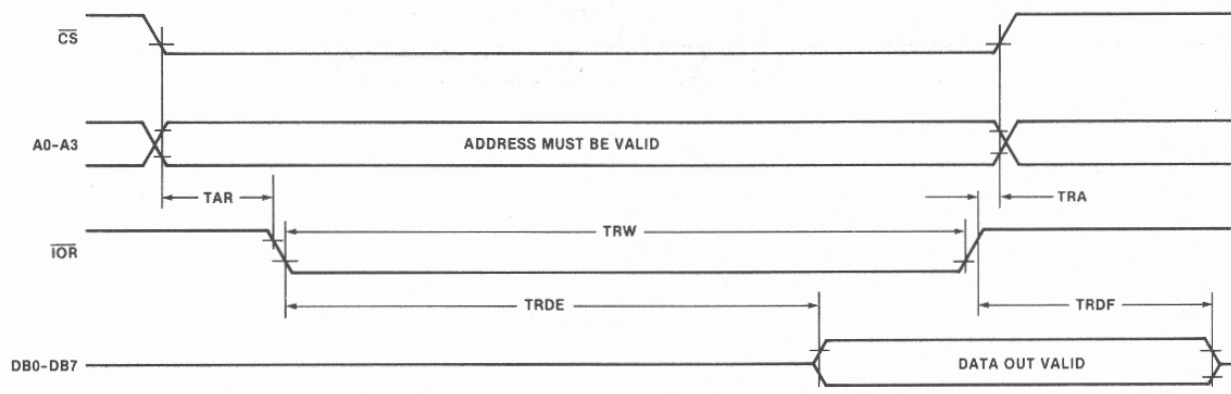 CS
A0-A3
ADDRESS MUST BE VALID
TAR
TRA
IOR
TRW
TRDE
TRDF
DB0-DB7
DATA OUT VALID